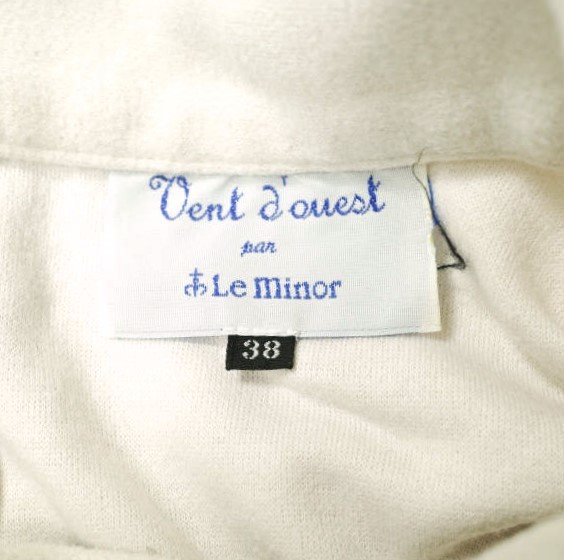 Vent d'ouest
par
Le minor
38